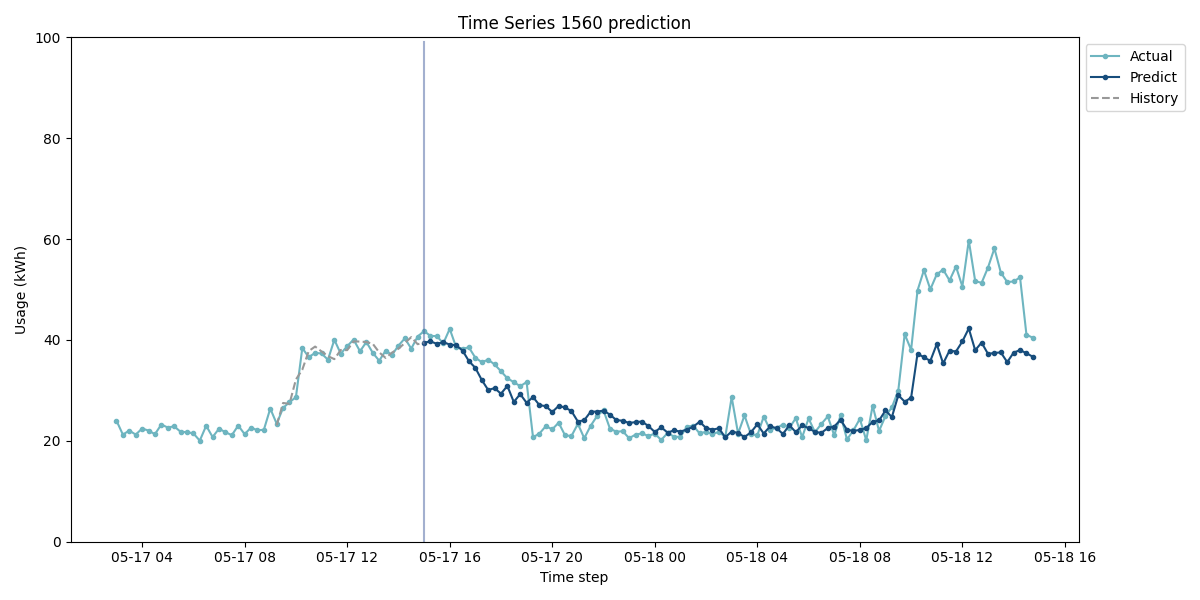 Time Series 1560 prediction
100
80
60
40
20
0
Usage (kWh)
05-17 04
05-17 08
05-17 12
05-17 16
05-17 20
05-18 00
05-18 04
05-18 08
05-18 12
05-18 16
Time step
Actual
Predict
History